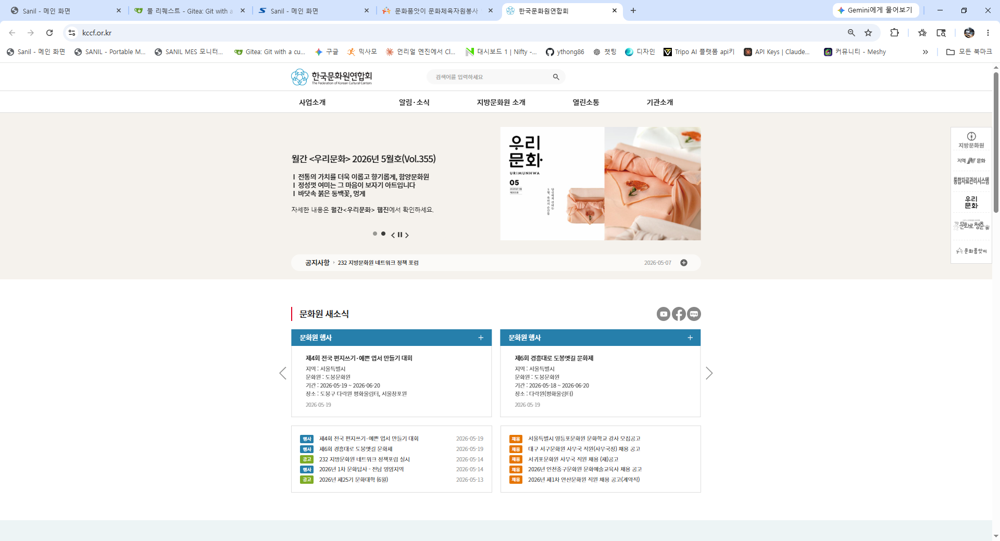 Sanil - 메인 화면
풀 리퀘스트 - Gitea: Git with a
Sanil - 메인 화면
문화품앗이 문화체육자원봉사
한국문화원연합회
Gemini에게 물어보기
kccf.or.kr
Sanil - 메인 화면
SANIL - Portable M...
SANIL MES 모니터...
Gitea: Git with a cu...
구글
믹사모
언리얼 엔진에서 Cl...
대시보드 1 | Nifty -...
ythong86
챗팅
디자인
Tripo AI 플랫폼 api키
API Keys | Claude...
커뮤니티 - Meshy
모든 북마크
한국문화원연합회
The Federation of Korean Cultural Centers
검색어를 입력하세요
사업소개
알림·소식
지방문화원 소개
열린소통
기관소개
월간 <우리문화> 2026년 5월호(Vol.355)
l 전통의 가치를 더욱 이롭고 향기롭게, 함양문화원
l 정성껏 여미는 그 마음이 보자기 아트입니다
l 바닷속 붉은 동백꽃, 멍게
자세한 내용은 월간<우리문화> 웹진에서 확인하세요.
우리
문화
URIMUNHWA
05
지방문화원
지역 N 문화
통합자료관리시스템
우리
문화
문화로 청춘
문화품앗이
공지사항
232 지방문화원 네트워크 정책 포럼
2026-05-07
문화원 새소식
blog
문화원 행사
제4회 전국 편지쓰기·예쁜 엽서 만들기 대회
지역 : 서울특별시
문화원 : 도봉문화원
기간 : 2026-05-19 ~ 2026-06-20
장소 : 도봉구 다락원 평화울림터, 서울창포원
2026-05-19
문화원 행사
제6회 경흥대로 도봉옛길 문화제
지역 : 서울특별시
문화원 : 도봉문화원
기간 : 2026-05-18 ~ 2026-06-20
장소 : 다락원(평화울림터)
2026-05-19
행사 제4회 전국 편지쓰기·예쁜 엽서 만들기 대회 2026-05-19
행사 제6회 경흥대로 도봉옛길 문화제 2026-05-19
공고 232 지방문화원 네트워크 정책포럼 실시 2026-05-14
행사 2026년 1차 문화답사 - 전남 영암지역 2026-05-14
공고 2026년 제25기 문화대학 (6월) 2026-05-13
채용 서울특별시 영등포문화원 문화학교 강사 모집공고
채용 대구 서구문화원 사무국 직원(사무국장) 채용 공고
채용 서귀포문화원 사무국 직원 채용 (재)공고
채용 2026년 인천중구문화원 문화예술교육사 채용 공고
채용 2026년 제1차 안산문화원 직원 채용 공고(계약직)